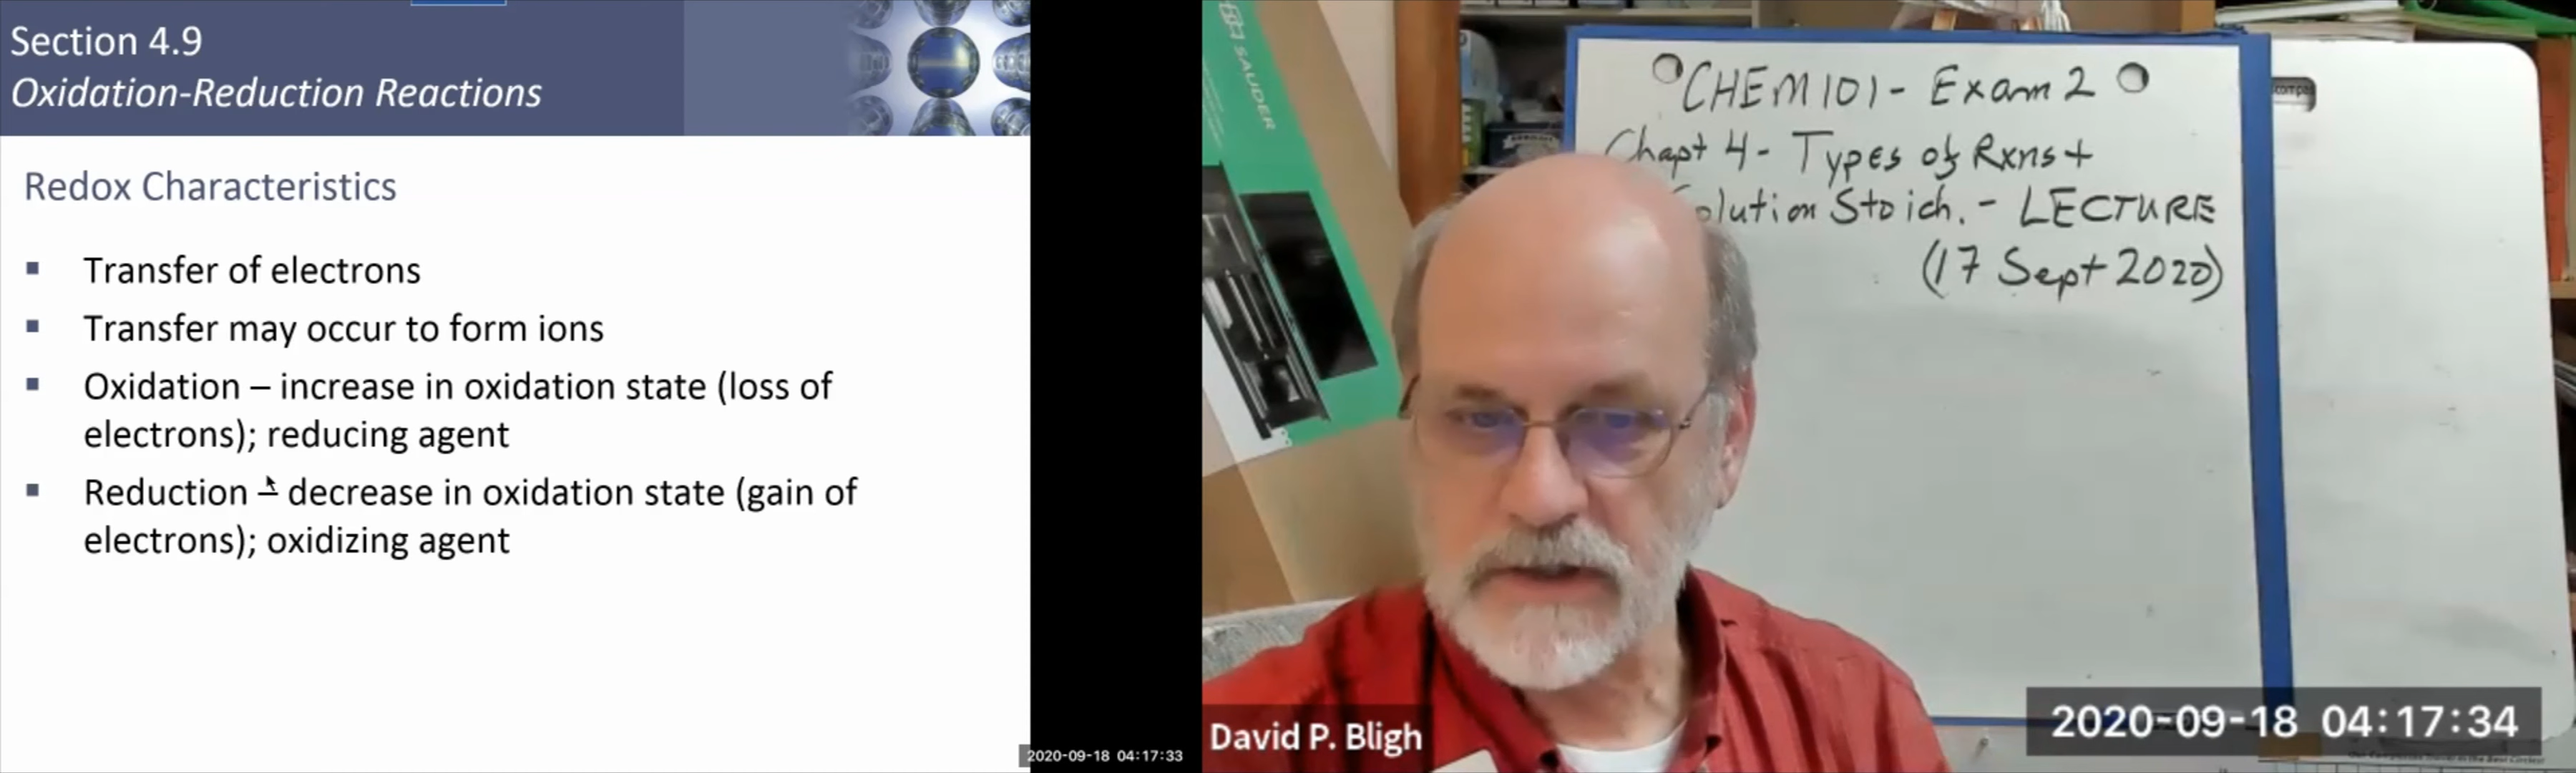 Section 4.9
Oxidation-Reduction Reactions
Redox Characteristics
Transfer of electrons
Transfer may occur to form ions
Oxidation – increase in oxidation state (loss of
electrons); reducing agent
Reduction – decrease in oxidation state (gain of
electrons); oxidizing agent
2020-09-18 04:17:33
SAUDER
CHEM 101 - Exam 2
Chapt 4 - Types of Rxns +
olution Stoich. - LECTURE
(17 Sept 2020)
David P. Bligh
2020-09-18 04:17:34